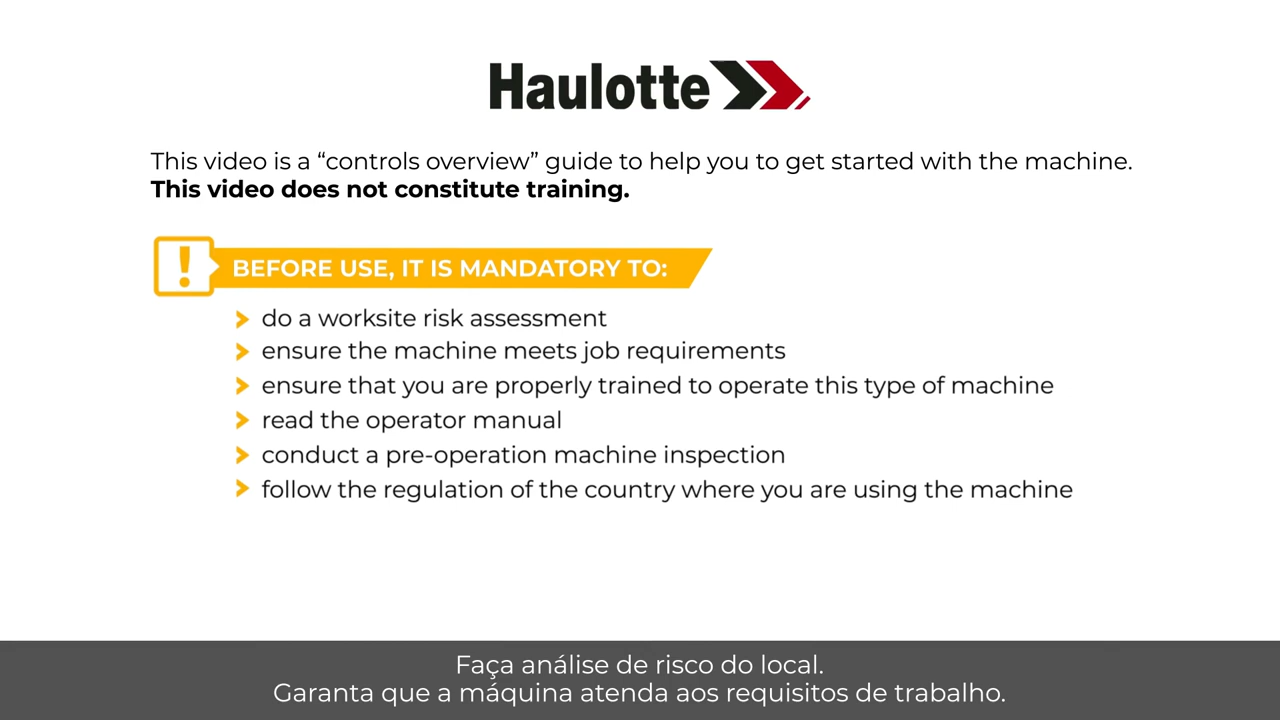 Haulotte
This video is a “controls overview” guide to help you to get started with the machine.
This video does not constitute training.
! BEFORE USE, IT IS MANDATORY TO:
do a worksite risk assessment
ensure the machine meets job requirements
ensure that you are properly trained to operate this type of machine
read the operator manual
conduct a pre-operation machine inspection
follow the regulation of the country where you are using the machine
Faça análise de risco do local.
Garanta que a máquina atenda aos requisitos de trabalho.